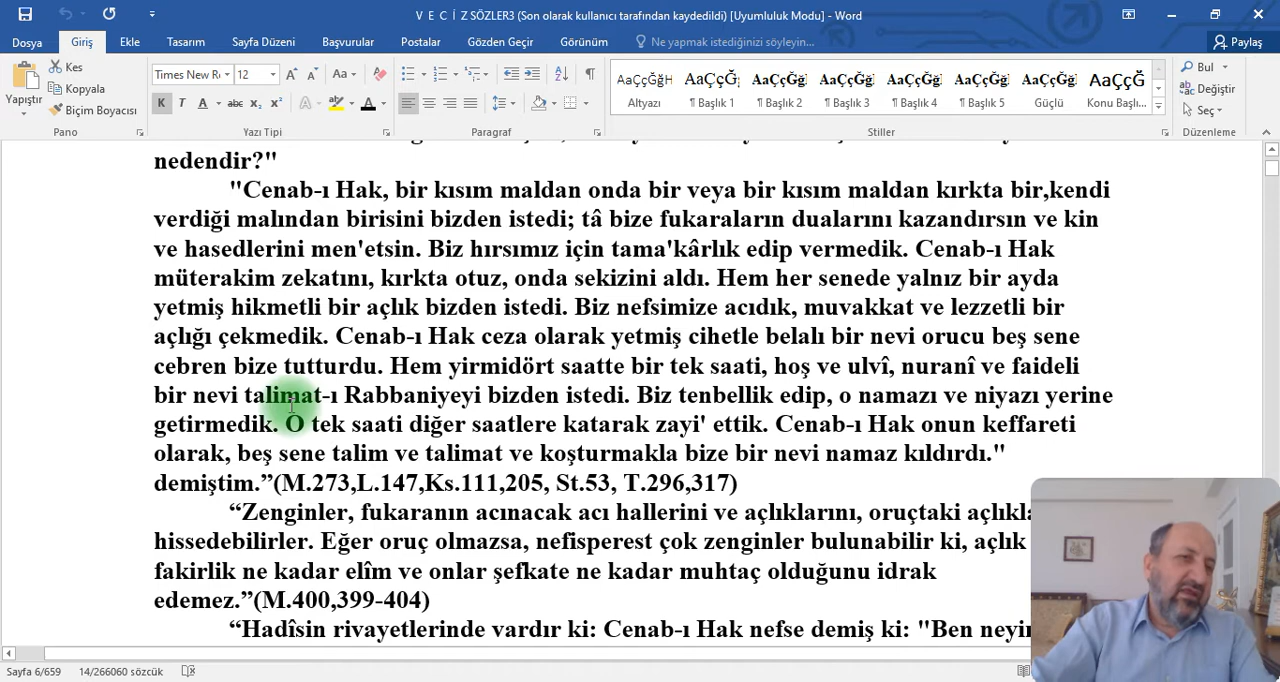 V E C İ Z SÖZLER3 (Son olarak kullanıcı tarafından kaydedildi) [Uyumluluk Modu] - Word
Dosya Giriş Ekle Tasarım Sayfa Düzeni Başvurular Postalar Gözden Geçir Görünüm Ne yapmak istediğinizi söyleyin... Paylaş
Yapıştır
Kes
Kopyala
Biçim Boyacısı
Times New Ro 12
Aa
K T A abc x₂ x²
AaÇçĞğH AaÇçĞ; AaÇçĞğ AaÇçĞğ AaÇçĞğ AaÇçĞğ AaÇçĞğ AaÇçĞ
Altyazı ¶ Başlık 1 ¶ Başlık 2 ¶ Başlık 3 ¶ Başlık 4 ¶ Başlık 5 Güçlü Konu Başlı...
Bul
Değiştir
Seç
Pano Yazı Tipi Paragraf Stiller Düzenleme
nedendir?"
"Cenab-ı Hak, bir kısım maldan onda bir veya bir kısım maldan kırkta bir,kendi
verdiği malından birisini bizden istedi; tâ bize fukaraların dualarını kazandırsın ve kin
ve hasedlerini men'etsin. Biz hırsımız için tama'kârlık edip vermedik. Cenab-ı Hak
müterakim zekatını, kırkta otuz, onda sekizini aldı. Hem her senede yalnız bir ayda
yetmiş hikmetli bir açlık bizden istedi. Biz nefsimize acıdık, muvakkat ve lezzetli bir
açlığı çekmedik. Cenab-ı Hak ceza olarak yetmiş cihetle belalı bir nevi orucu beş sene
cebren bize tutturdu. Hem yirmidört saatte bir tek saati, hoş ve ulvî, nuranî ve faideli
bir nevi talimat-ı Rabbaniyeyi bizden istedi. Biz tenbellik edip, o namazı ve niyazı yerine
getirmedik. O tek saati diğer saatlere katarak zayi' ettik. Cenab-ı Hak onun keffareti
olarak, beş sene talim ve talimat ve koşturmakla bize bir nevi namaz kıldırdı."
demiştim.”(M.273,L.147,Ks.111,205, St.53, T.296,317)
“Zenginler, fukaranın acınacak acı hallerini ve açlıklarını, oruçtaki açlıkla
hissedebilirler. Eğer oruç olmazsa, nefisperest çok zenginler bulunabilir ki, açlık
fakirlik ne kadar elîm ve onlar şefkate ne kadar muhtaç olduğunu idrak
edemez.”(M.400,399-404)
“Hadîsin rivayetlerinde vardır ki: Cenab-ı Hak nefse demiş ki: "Ben neyim
Sayfa 6/659 14/266060 sözcük